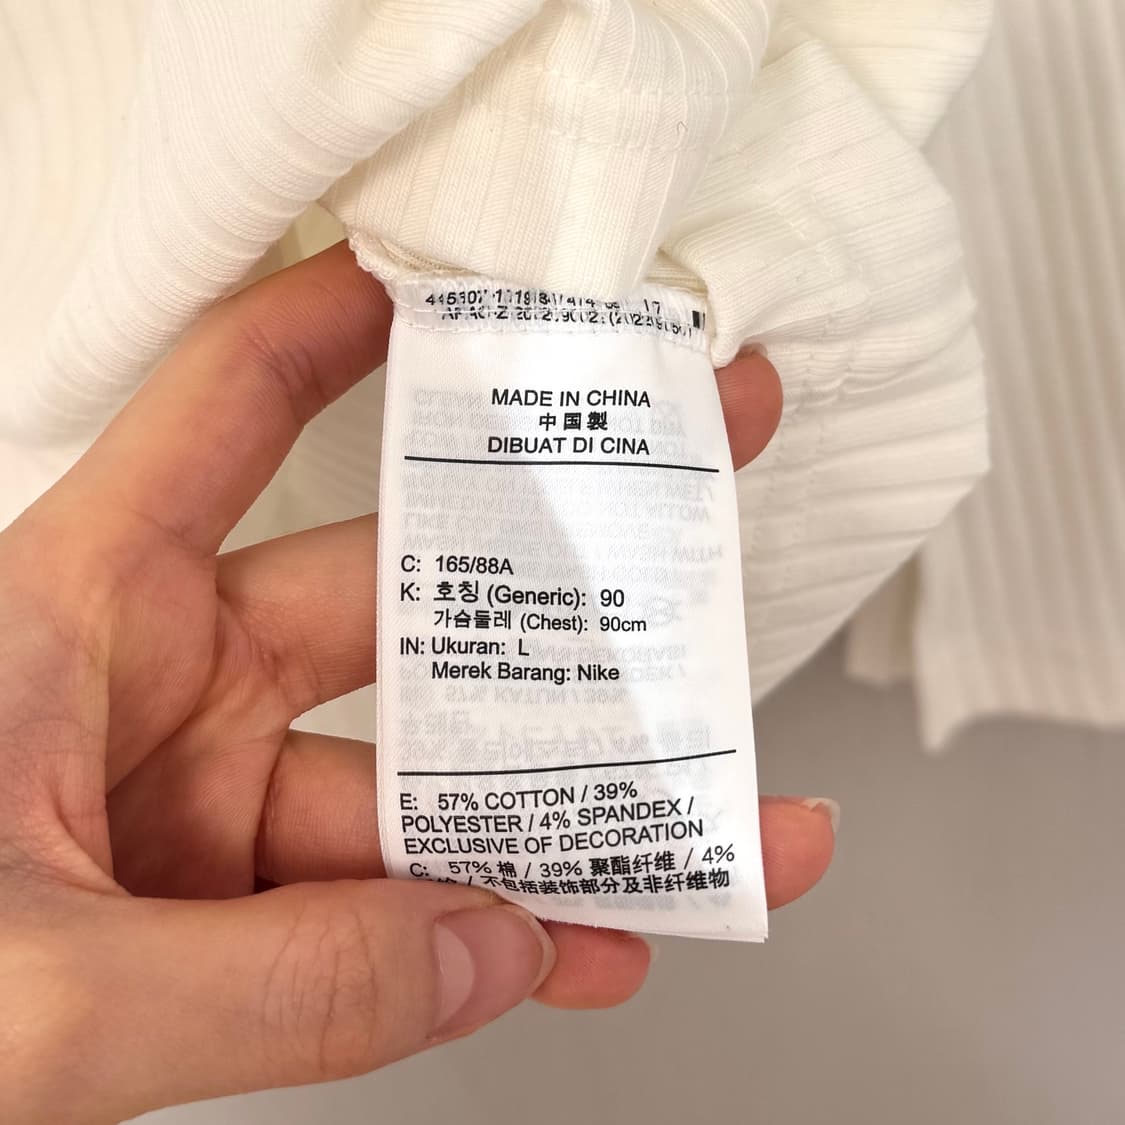 MADE IN CHINA
中国製
DIBUAT DI CINA
C: 165/88A
K: 호칭 (Generic): 90
가슴둘레 (Chest): 90cm
IN: Ukuran: L
Merek Barang: Nike
E: 57% COTTON / 39%
POLYESTER / 4% SPANDEX /
EXCLUSIVE OF DECORATION
C: 57% 棉 / 39% 聚酯纤维 / 4%
/ 不包括装饰部分及非纤维物